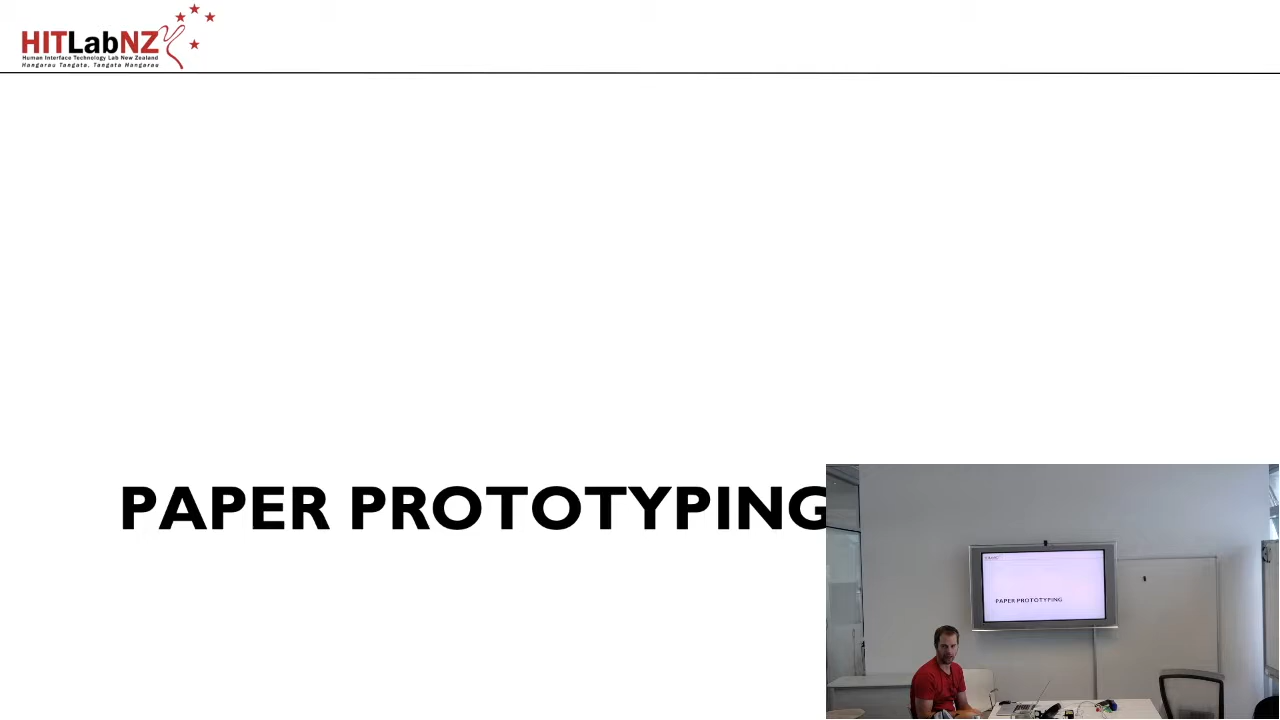 HITLabNZ
Human Interface Technology Lab New Zealand
Hangarau Tangata, Tangata Hangarau
PAPER PROTOTYPING
PAPER PROTOTYPING